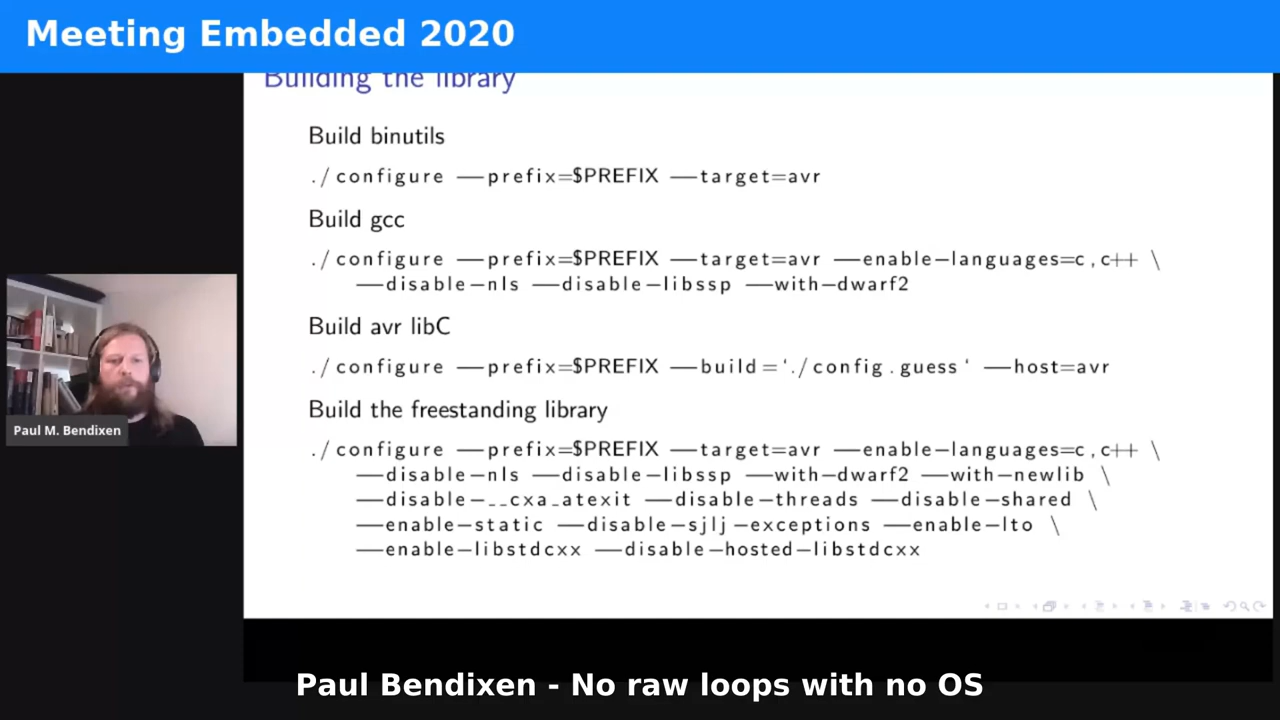 Meeting Embedded 2020
Building the library
Build binutils
./configure --prefix=$PREFIX --target=avr
Build gcc
./configure --prefix=$PREFIX --target=avr --enable-languages=c,c++ \
--disable-nls --disable-libssp --with-dwarf2
Build avr libC
./configure --prefix=$PREFIX --build=‘./config.guess‘ --host=avr
Build the freestanding library
./configure --prefix=$PREFIX --target=avr --enable-languages=c,c++ \
--disable-nls --disable-libssp --with-dwarf2 --with-newlib \
--disable-__cxa_atexit --disable-threads --disable-shared \
--enable-static --disable-sjlj-exceptions --enable-lto \
--enable-libstdcxx --disable-hosted-libstdcxx
Paul M. Bendixen
Paul Bendixen - No raw loops with no OS